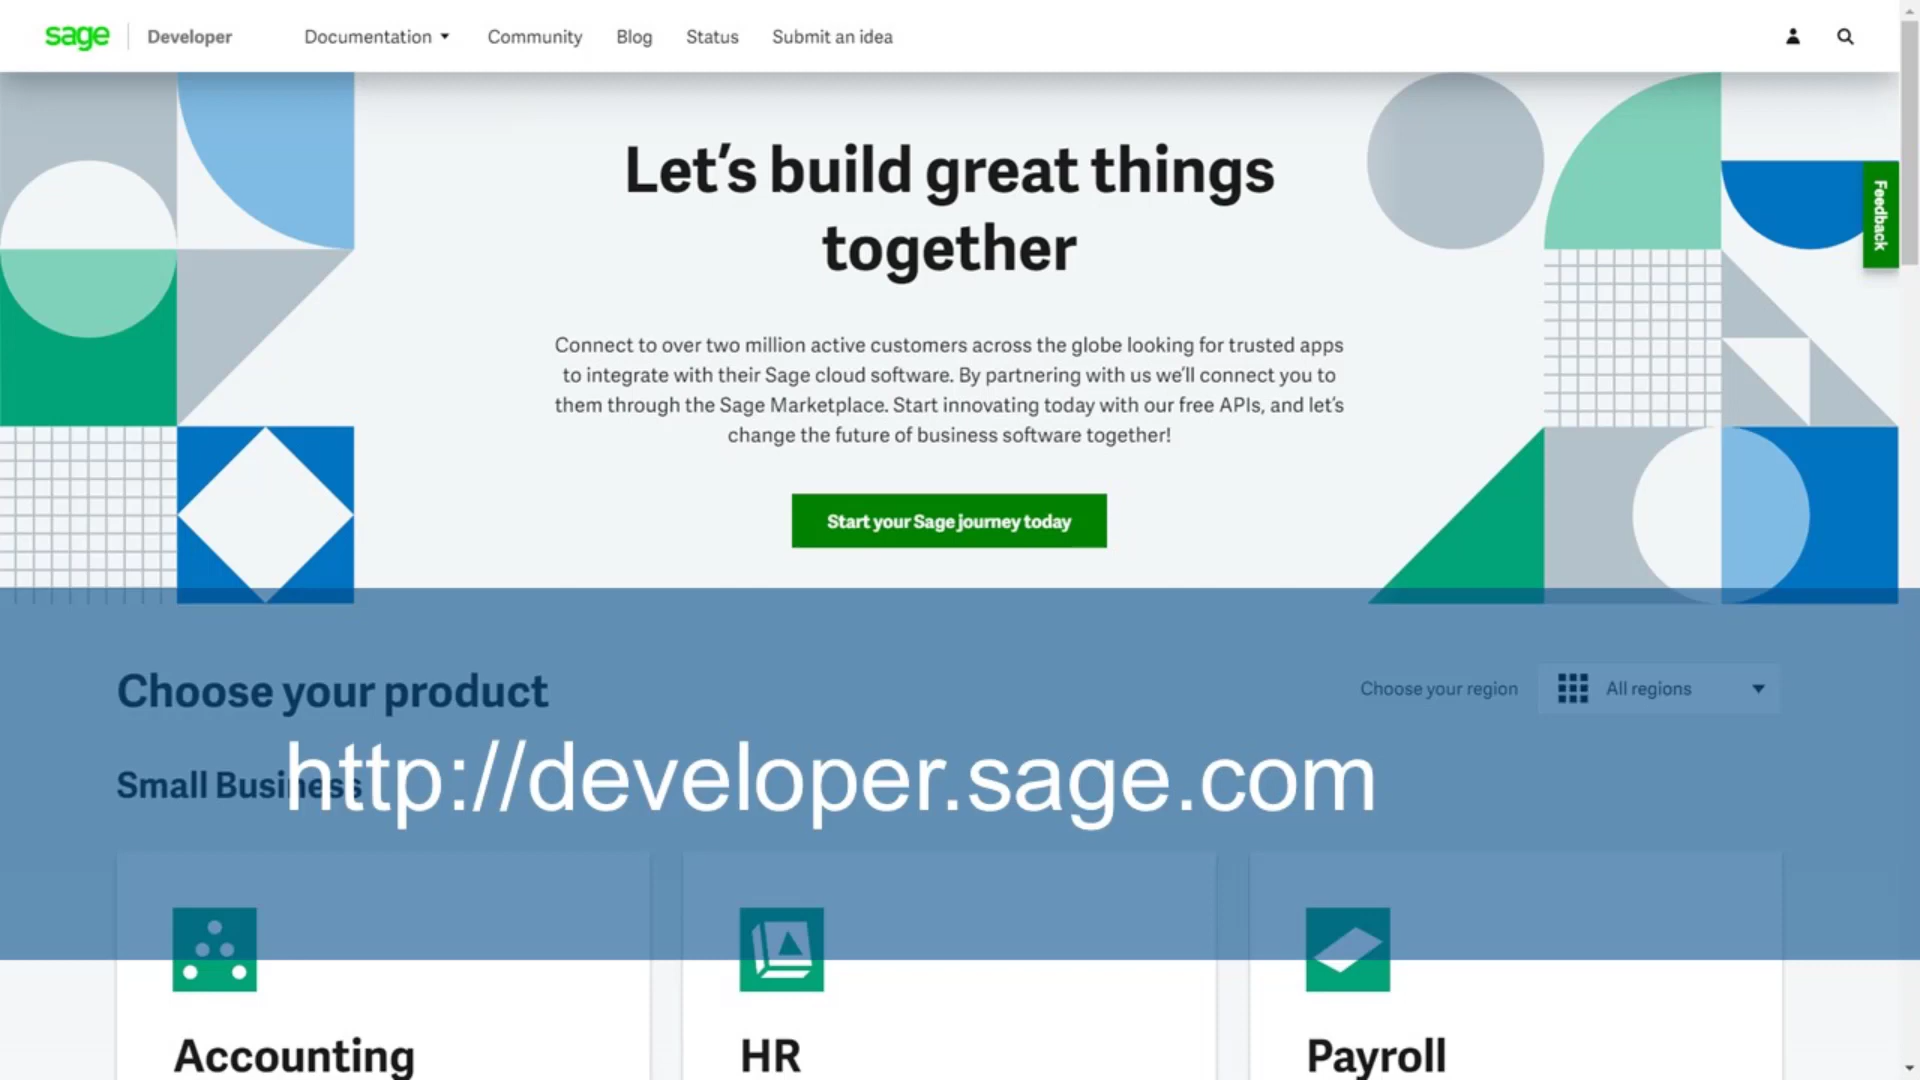 sage Developer Documentation Community Blog Status Submit an idea
Let's build great things
together
Feedback
Connect to over two million active customers across the globe looking for trusted apps
to integrate with their Sage cloud software. By partnering with us we'll connect you to
them through the Sage Marketplace. Start innovating today with our free APIs, and let's
change the future of business software together!
Start your Sage journey today
Choose your product
Choose your region All regions
Small Business
http://developer.sage.com
Accounting
HR
Payroll